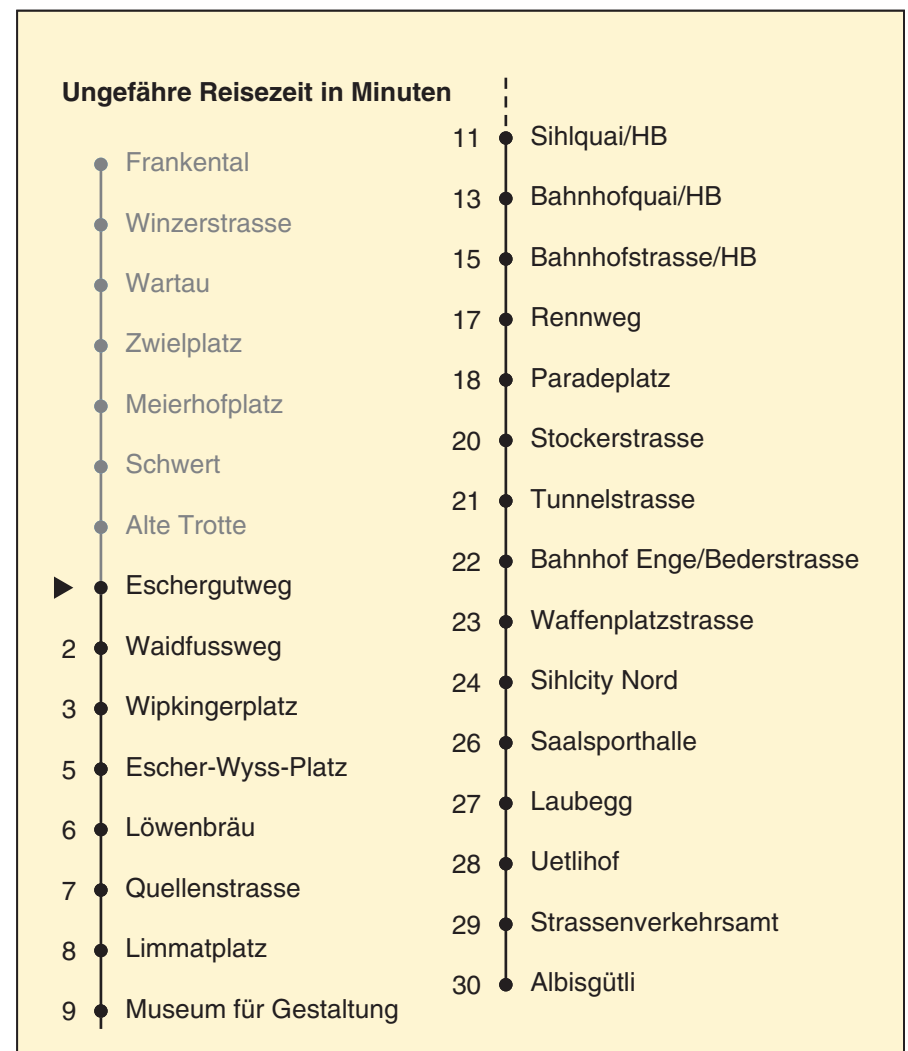 Ungefähre Reisezeit in Minuten
Frankental
Winzerstrasse
Wartau
Zwielplatz
Meierhofplatz
Schwert
Alte Trotte
Eschergutweg
2 Waidfussweg
3 Wipkingerplatz
5 Escher-Wyss-Platz
6 Löwenbräu
7 Quellenstrasse
8 Limmatplatz
9 Museum für Gestaltung
11 Sihlquai/HB
13 Bahnhofquai/HB
15 Bahnhofstrasse/HB
17 Rennweg
18 Paradeplatz
20 Stockerstrasse
21 Tunnelstrasse
22 Bahnhof Enge/Bederstrasse
23 Waffenplatzstrasse
24 Sihlcity Nord
26 Saalsporthalle
27 Laubegg
28 Uetlihof
29 Strassenverkehrsamt
30 Albisgütli